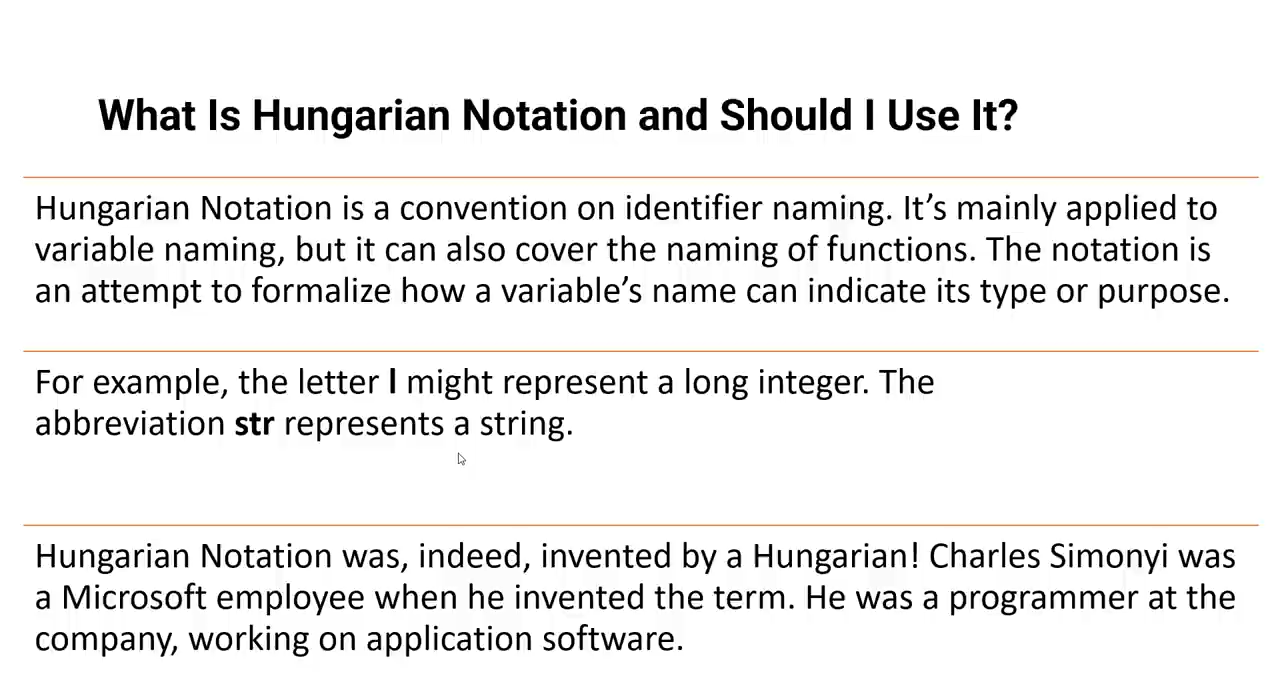 What Is Hungarian Notation and Should I Use It?
Hungarian Notation is a convention on identifier naming. It’s mainly applied to
variable naming, but it can also cover the naming of functions. The notation is
an attempt to formalize how a variable’s name can indicate its type or purpose.
For example, the letter l might represent a long integer. The
abbreviation str represents a string.
Hungarian Notation was, indeed, invented by a Hungarian! Charles Simonyi was
a Microsoft employee when he invented the term. He was a programmer at the
company, working on application software.